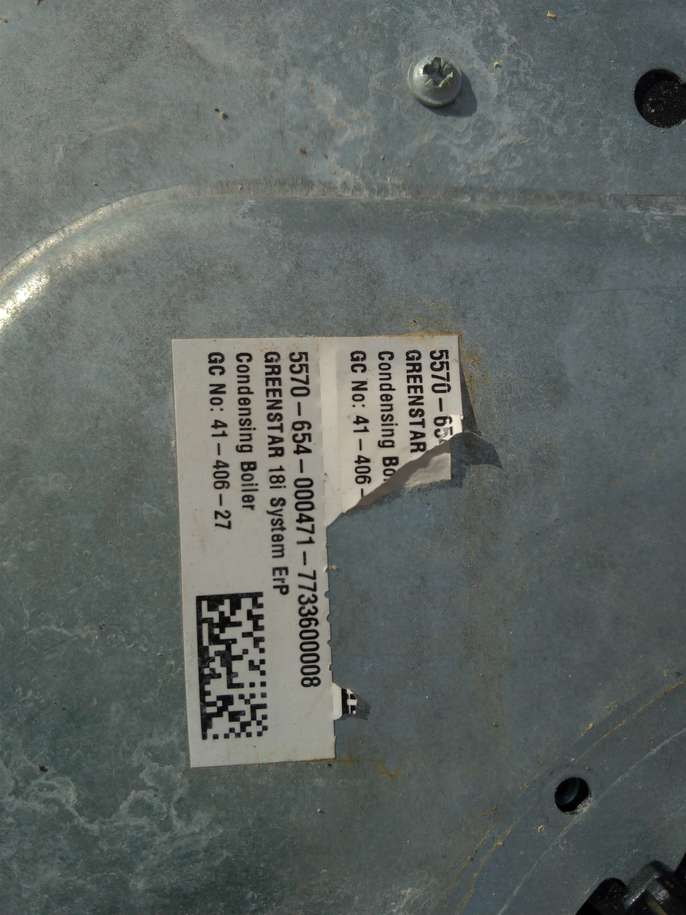 5570-65
GREENSTAR
Condensing
GC No: 41-406-
5570-654-000471-7733600008
GREENSTAR 18i System ErP
Condensing Boiler
GC No: 41-406-27